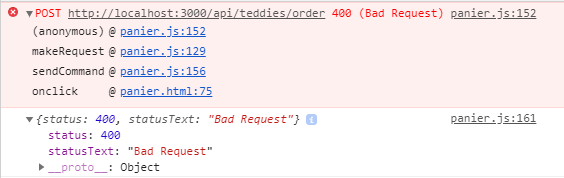 POST http://localhost:3000/api/teddies/order 400 (Bad Request) panier.js:152
(anonymous) @ panier.js:152
makeRequest @ panier.js:129
sendCommand @ panier.js:156
onclick @ panier.html:75
{status: 400, statusText: "Bad Request"} i panier.js:161
status: 400
statusText: "Bad Request"
__proto__: Object